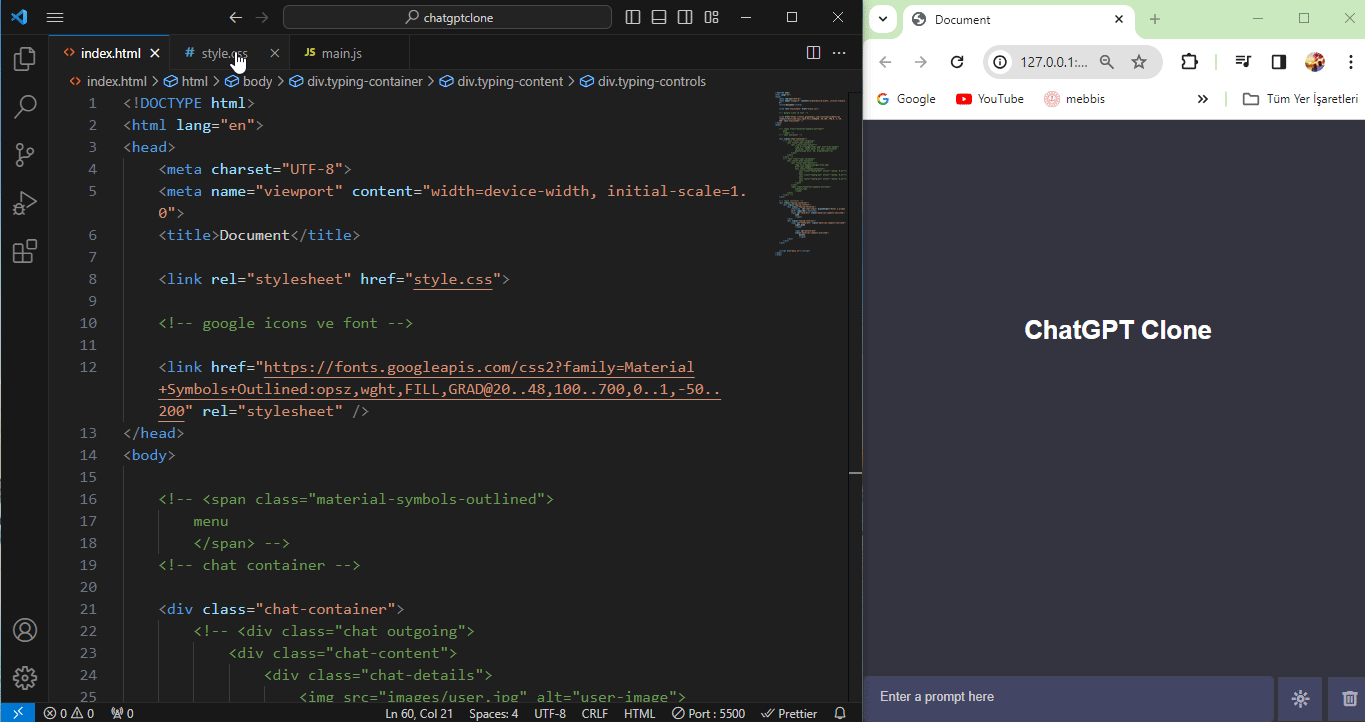 chatgptclone
index.html
style.css
main.js
index.html
html
body
div.typing-container
div.typing-content
div.typing-controls
1 <!DOCTYPE html>
2 <html lang="en">
3 <head>
4 <meta charset="UTF-8">
5 <meta name="viewport" content="width=device-width, initial-scale=1.
0">
6 <title>Document</title>
7
8 <link rel="stylesheet" href="style.css">
9
10 <!-- google icons ve font -->
11
12 <link href="https://fonts.googleapis.com/css2?family=Material
+Symbols+Outlined:opsz,wght,FILL,GRAD@20..48,100..700,0..1,-50..
200" rel="stylesheet" />
13 </head>
14 <body>
15
16 <!-- <span class="material-symbols-outlined">
17 menu
18 </span> -->
19 <!-- chat container -->
20
21 <div class="chat-container">
22 <!-- <div class="chat outgoing">
23 <div class="chat-content">
24 <div class="chat-details">
25 <img src="images/user.jpg" alt="user-image">
0 0 0
Ln 60, Col 21
Spaces: 4
UTF-8
CRLF
HTML
Port : 5500
Prettier
Document
127.0.0.1:...
Google
YouTube
mebbis
Tüm Yer İşaretleri
ChatGPT Clone
Enter a prompt here